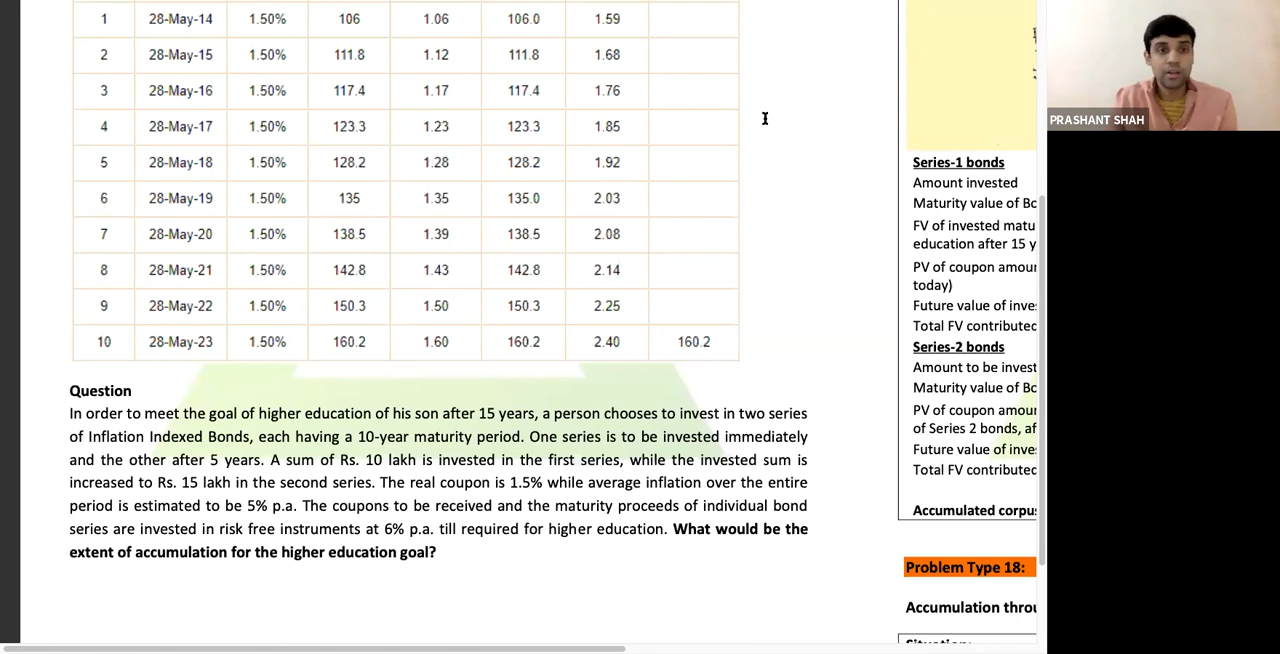 1 28-May-14 1.50% 106 1.06 106.0 1.59
2 28-May-15 1.50% 111.8 1.12 111.8 1.68
3 28-May-16 1.50% 117.4 1.17 117.4 1.76
4 28-May-17 1.50% 123.3 1.23 123.3 1.85
5 28-May-18 1.50% 128.2 1.28 128.2 1.92
6 28-May-19 1.50% 135 1.35 135.0 2.03
7 28-May-20 1.50% 138.5 1.39 138.5 2.08
8 28-May-21 1.50% 142.8 1.43 142.8 2.14
9 28-May-22 1.50% 150.3 1.50 150.3 2.25
10 28-May-23 1.50% 160.2 1.60 160.2 2.40 160.2
Question
In order to meet the goal of higher education of his son after 15 years, a person chooses to invest in two series
of Inflation Indexed Bonds, each having a 10-year maturity period. One series is to be invested immediately
and the other after 5 years. A sum of Rs. 10 lakh is invested in the first series, while the invested sum is
increased to Rs. 15 lakh in the second series. The real coupon is 1.5% while average inflation over the entire
period is estimated to be 5% p.a. The coupons to be received and the maturity proceeds of individual bond
series are invested in risk free instruments at 6% p.a. till required for higher education. What would be the
extent of accumulation for the higher education goal?
Series-1 bonds
Amount invested
Maturity value of Bo
FV of invested matu
education after 15 y
PV of coupon amour
today)
Future value of inve
Total FV contributed
Series-2 bonds
Amount to be invest
Maturity value of Bo
PV of coupon amour
of Series 2 bonds, af
Future value of inve
Total FV contributed
Accumulated corpus
Problem Type 18:
Accumulation throu
PRASHANT SHAH